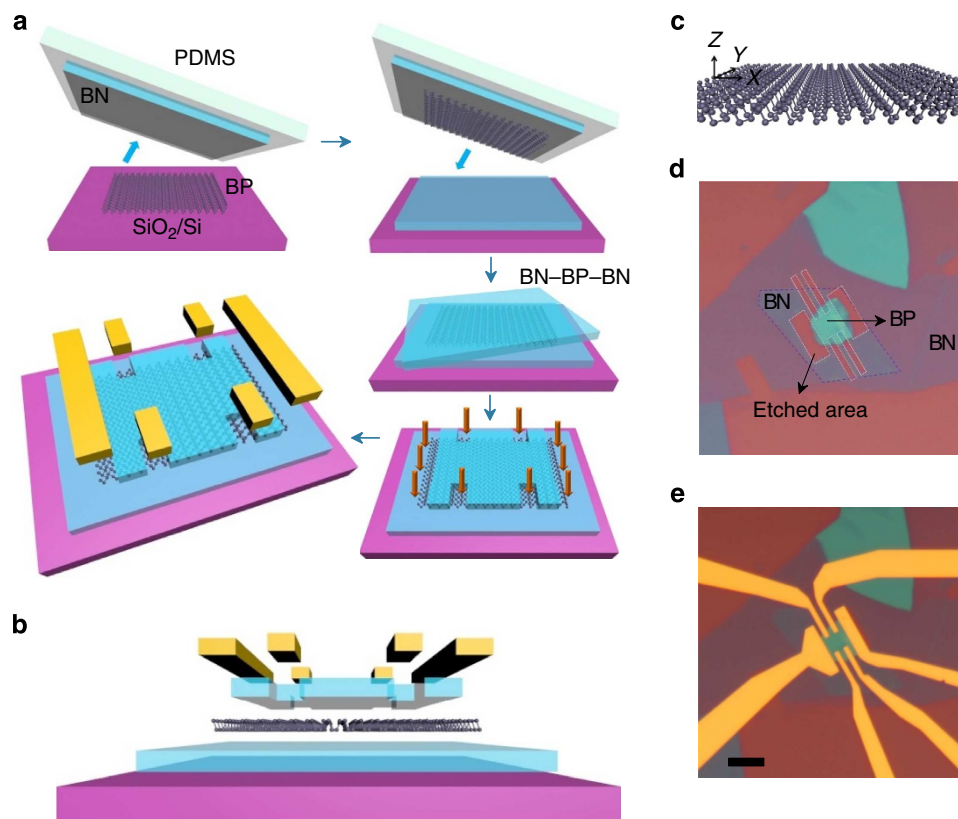 a
PDMS
BN
BP
SiO2/Si
BN–BP–BN
b
c
Z
Y
X
d
BN
BP
BN
Etched area
e